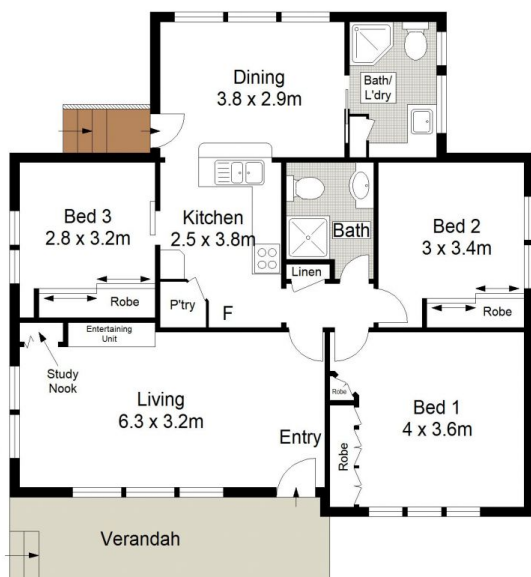 Dining
3.8 x 2.9m
Bath/
L'dry
Bed 3
2.8 x 3.2m
Kitchen
2.5 x 3.8m
Bath
Bed 2
3 x 3.4m
Linen
Robe
P'try
F
Robe
Entertaining
Unit
Study
Nook
Living
6.3 x 3.2m
Entry
Robe
Robe
Bed 1
4 x 3.6m
Verandah